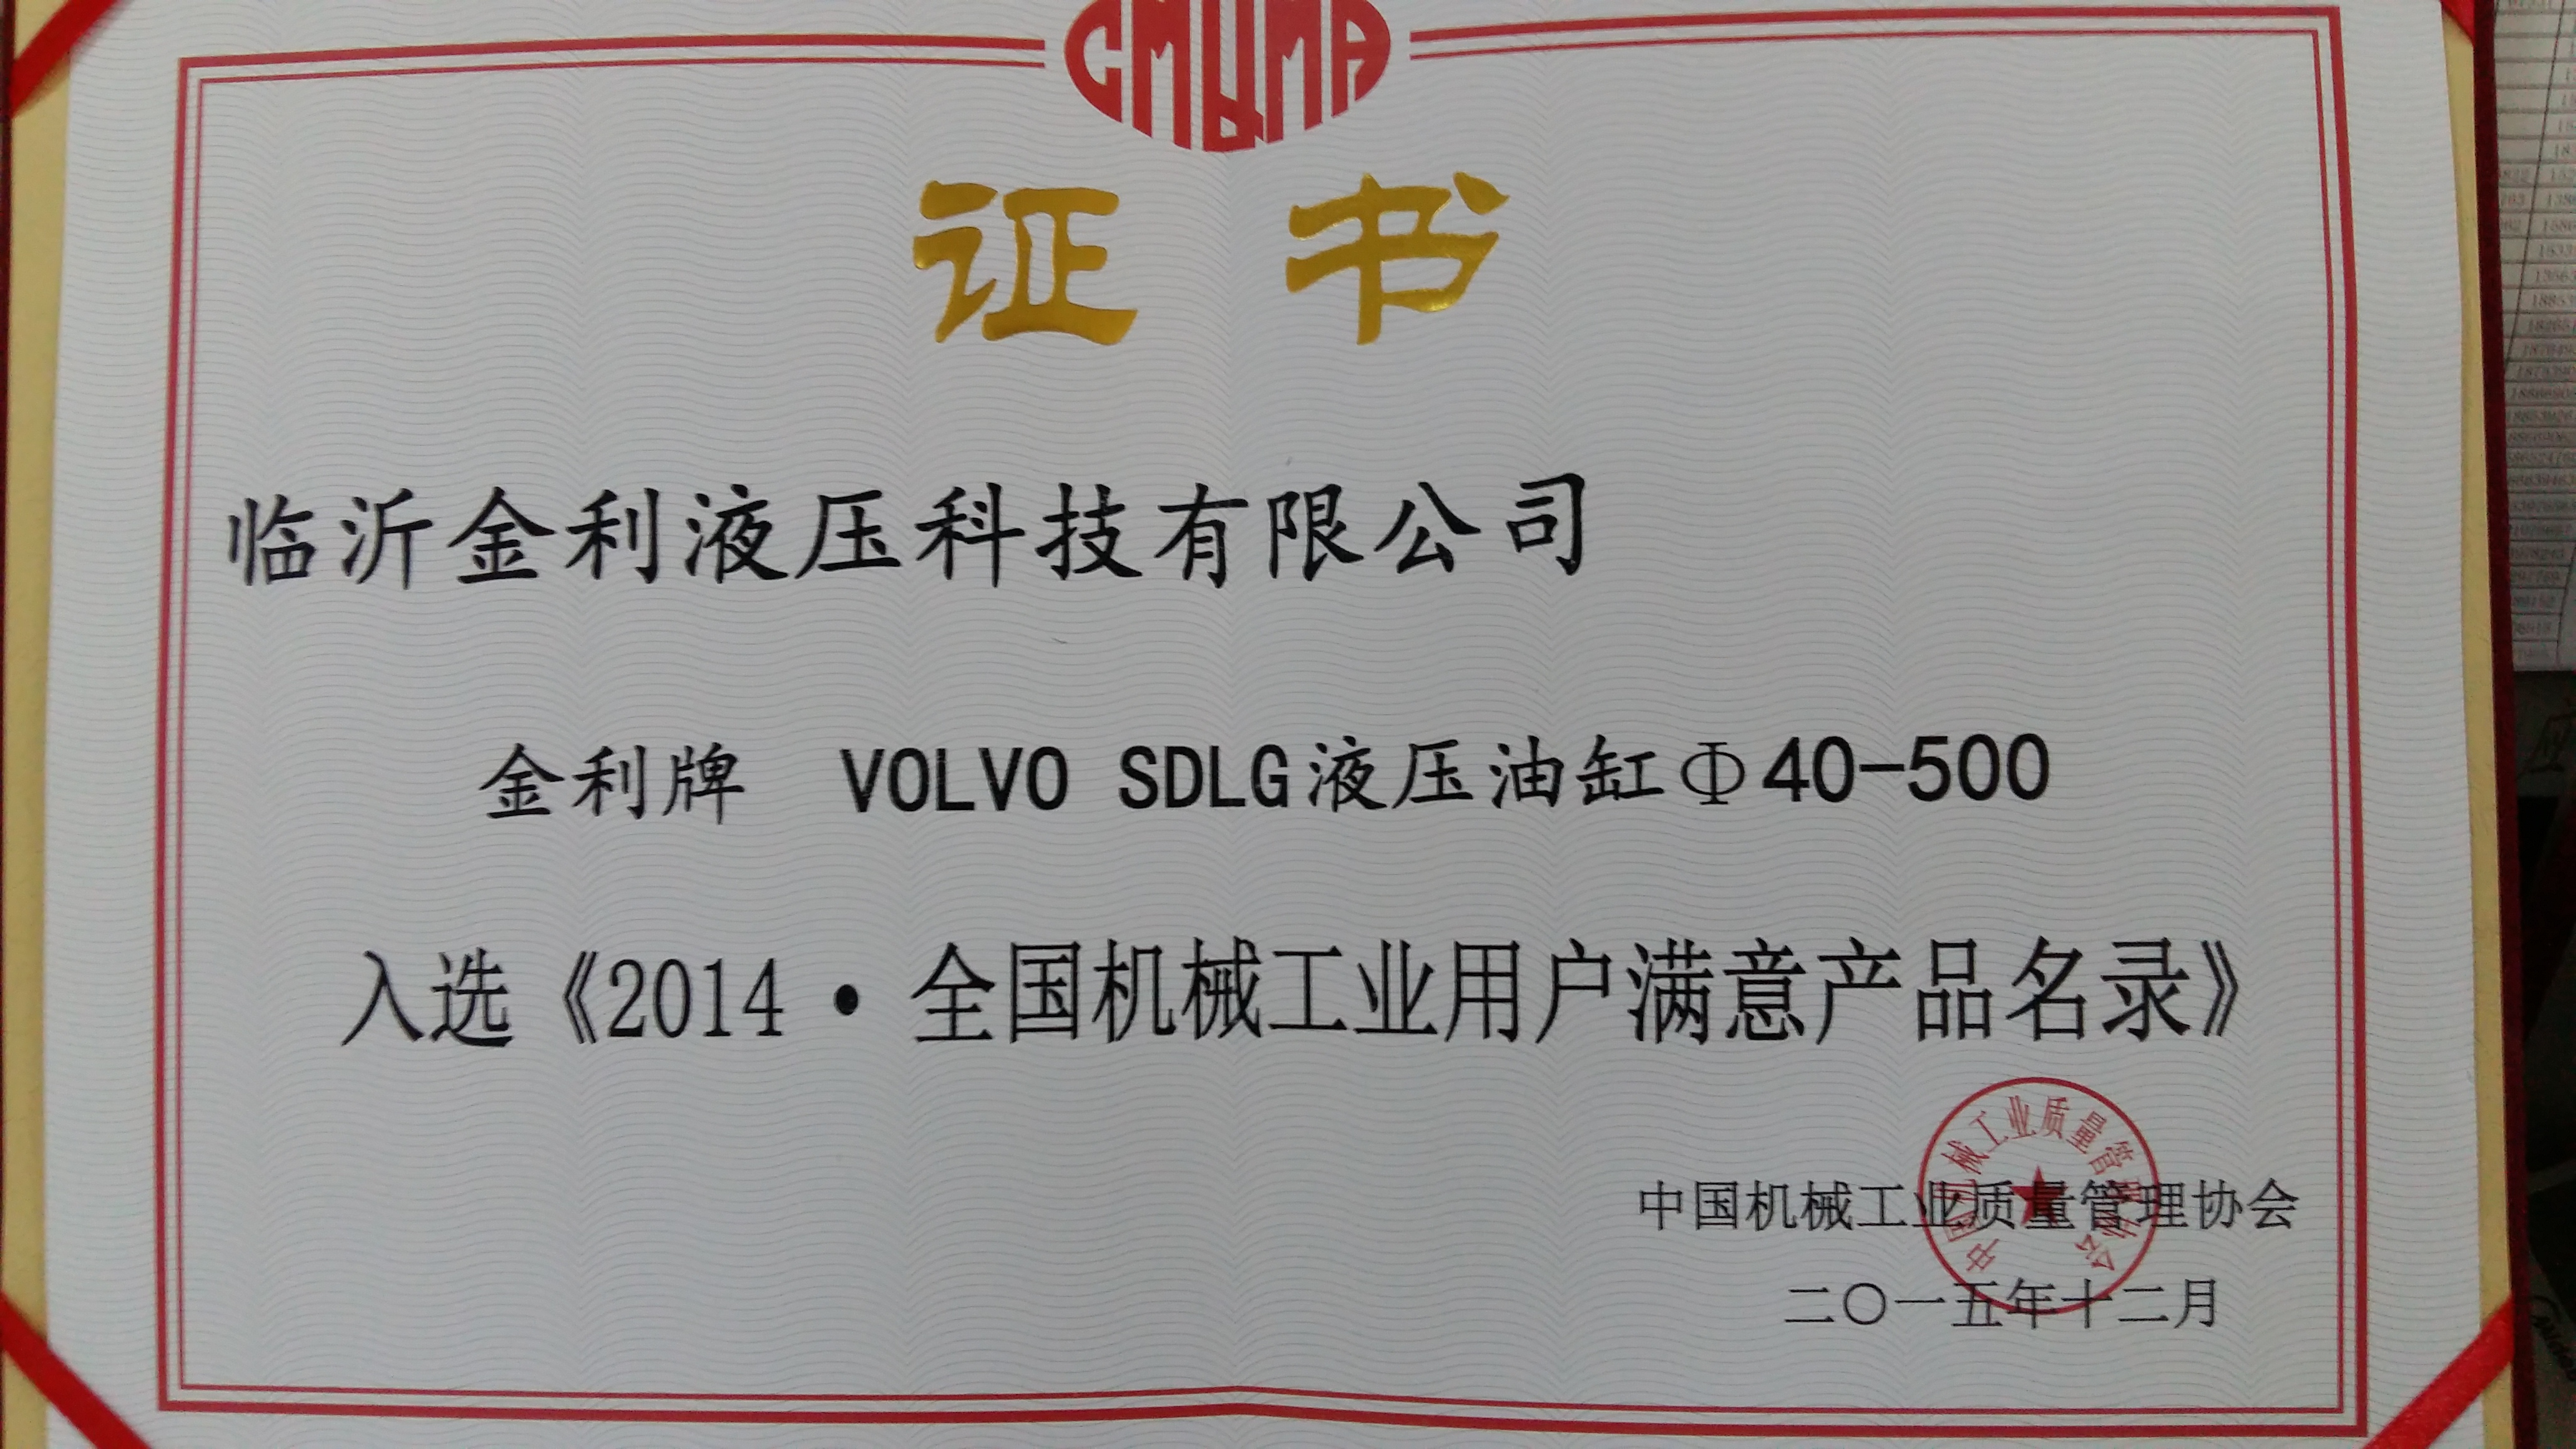 CMQMA
证 书
临沂金利液压科技有限公司
金利牌 VOLVO SDLG液压油缸Φ40-500
入选《2014·全国机械工业用户满意产品名录》
中国机械工业质量管理协会
二〇一五年十二月